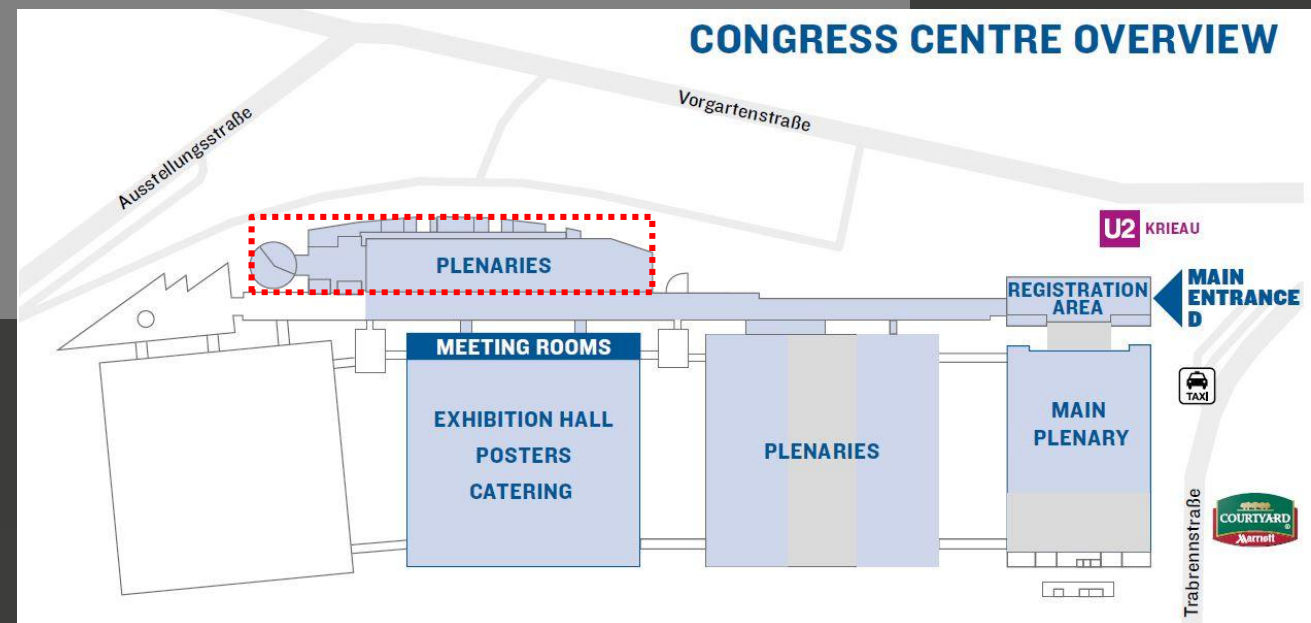 CONGRESS CENTRE OVERVIEW
Ausstellungsstraße
Vorgartenstraße
U2 KRIEAU
PLENARIES
REGISTRATION
AREA
MAIN
ENTRANCE
D
MEETING ROOMS
EXHIBITION HALL
POSTERS
CATERING
PLENARIES
MAIN
PLENARY
TAXI
Trabrennstraße
COURTYARD
Marriott